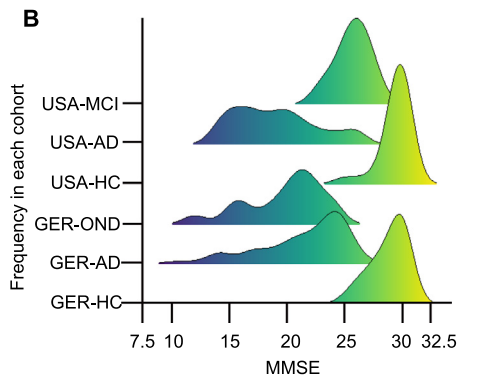 B
Frequency in each cohort
USA-MCI
USA-AD
USA-HC
GER-OND
GER-AD
GER-HC
7.5 10 15 20 25 30 32.5
MMSE